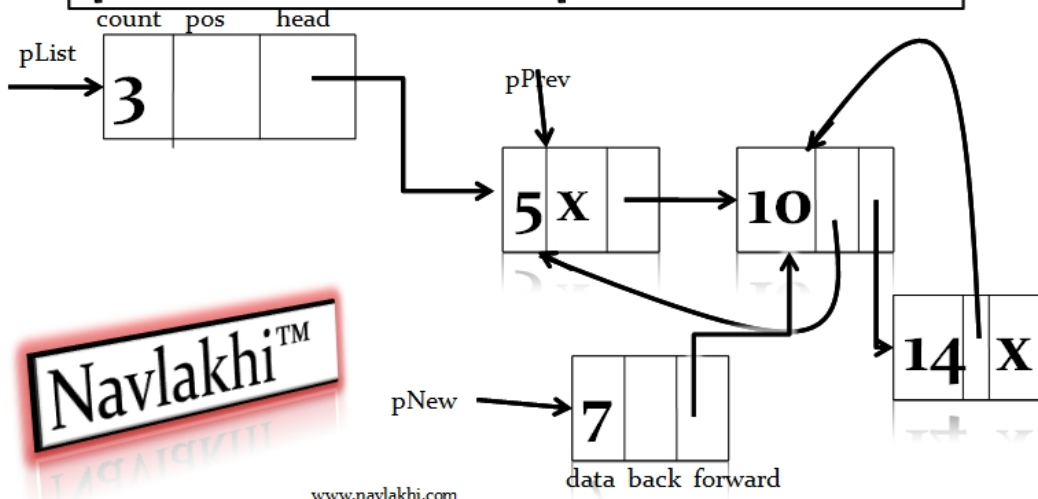 count pos head
pList
3
pPrev
5 X
10
14 X
Navlakhi™
pNew
7
data back forward
www.navlakhi.com